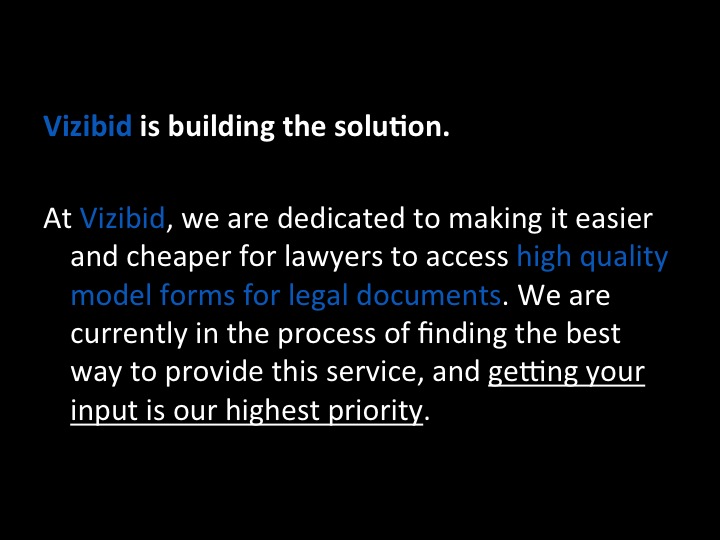 Vizibid is building the solution.
At Vizibid, we are dedicated to making it easier
and cheaper for lawyers to access high quality
model forms for legal documents. We are
currently in the process of finding the best
way to provide this service, and getting your
input is our highest priority.